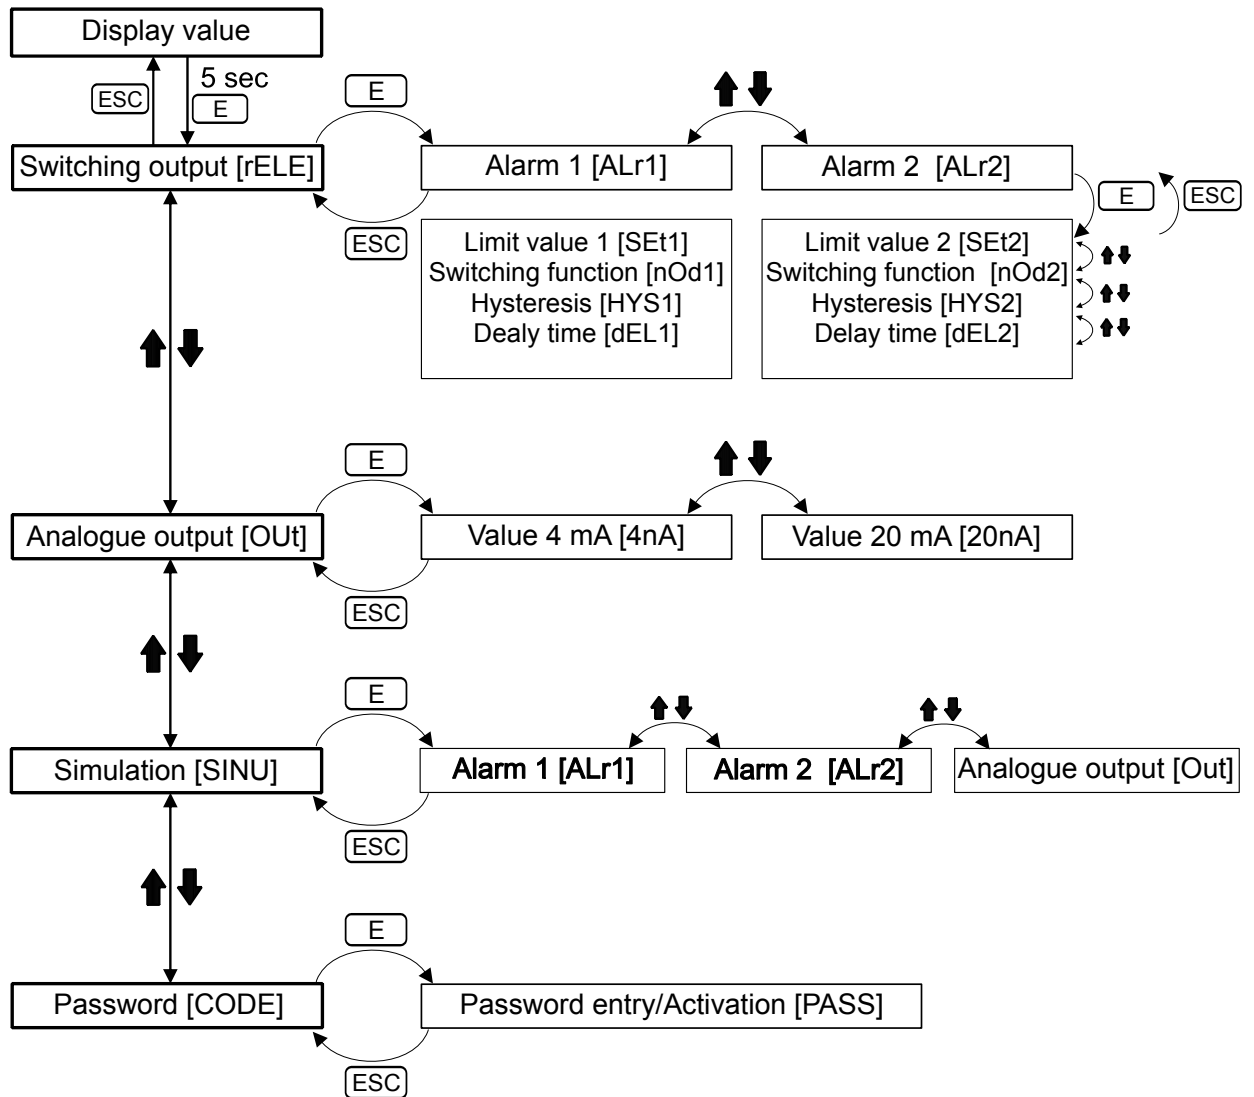 Display value
5 sec
ESC
E
E
Switching output [rELE]
Alarm 1 [ALr1]
Alarm 2 [ALr2]
E
ESC
ESC
Limit value 1 [SEt1]
Switching function [nOd1]
Hysteresis [HYS1]
Dealy time [dEL1]
Limit value 2 [SEt2]
Switching function [nOd2]
Hysteresis [HYS2]
Delay time [dEL2]
E
Analogue output [OUt]
Value 4 mA [4nA]
Value 20 mA [20nA]
ESC
E
Simulation [SINU]
Alarm 1 [ALr1]
Alarm 2 [ALr2]
Analogue output [Out]
ESC
E
Password [CODE]
Password entry/Activation [PASS]
ESC